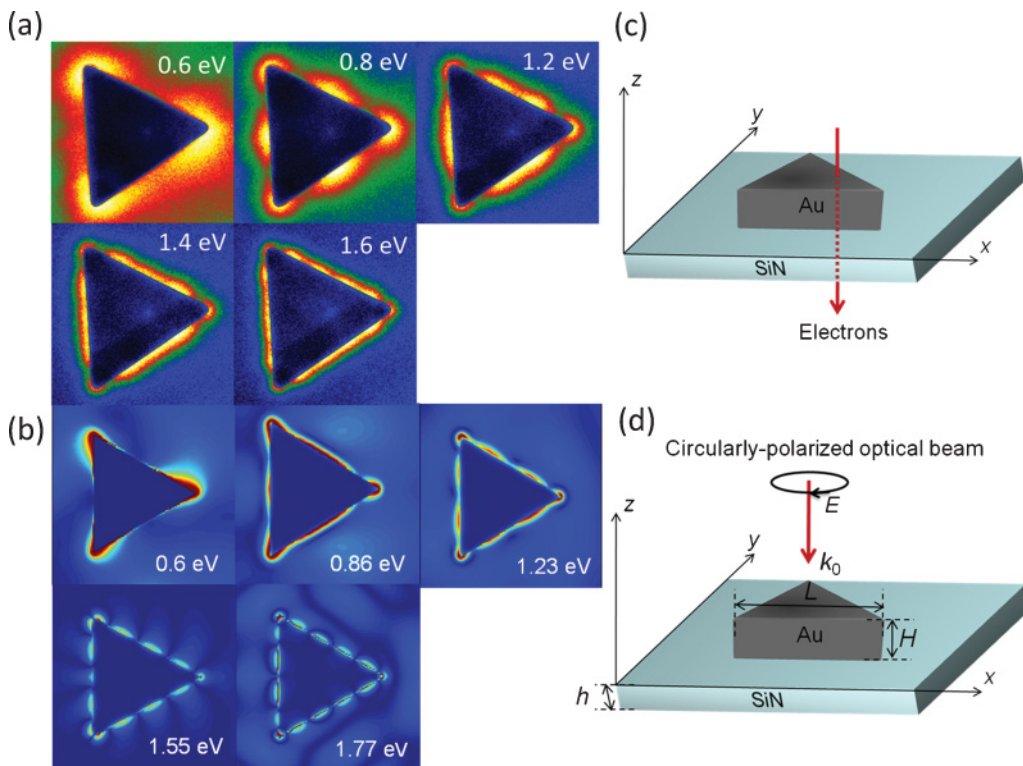 (a)
0.6 eV
0.8 eV
1.2 eV
1.4 eV
1.6 eV
(b)
0.6 eV
0.86 eV
1.23 eV
1.55 eV
1.77 eV
(c)
z
y
Au
x
SiN
Electrons
(d)
Circularly-polarized optical beam
E
z
y
k0
L
Au
H
x
h
SiN